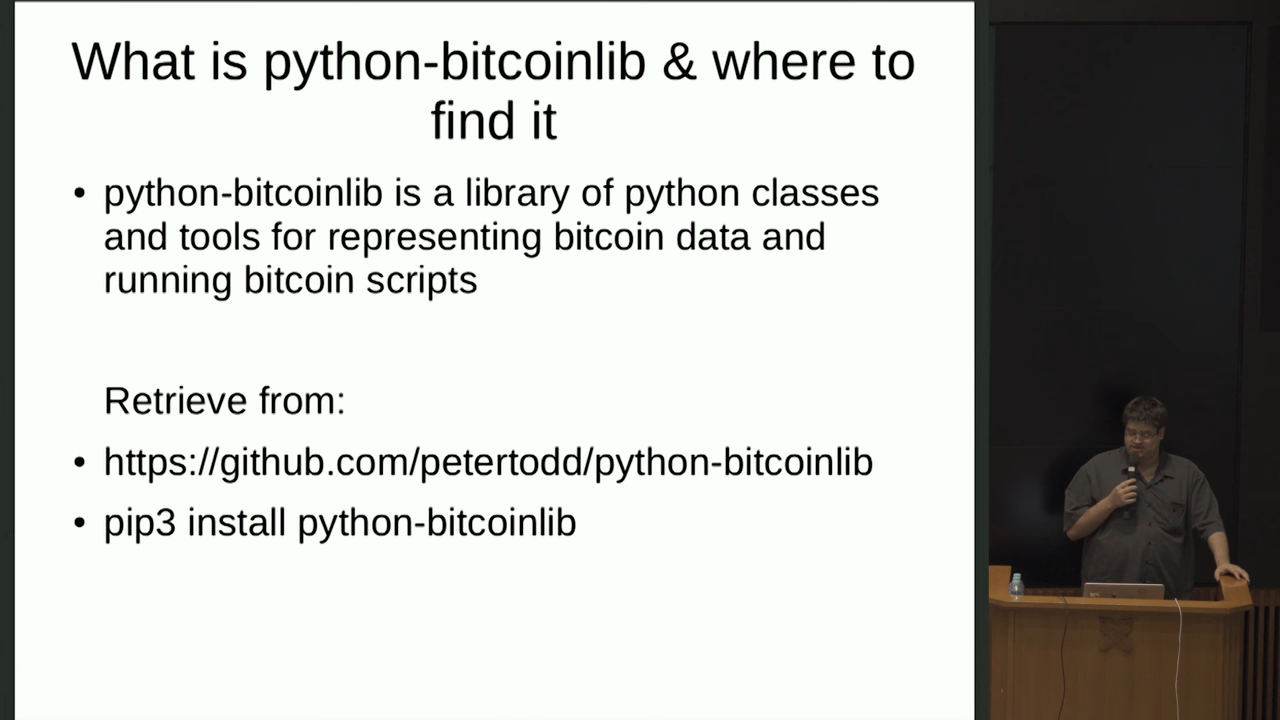 What is python-bitcoinlib & where to
find it
• python-bitcoinlib is a library of python classes
and tools for representing bitcoin data and
running bitcoin scripts
Retrieve from:
• https://github.com/petertodd/python-bitcoinlib
• pip3 install python-bitcoinlib